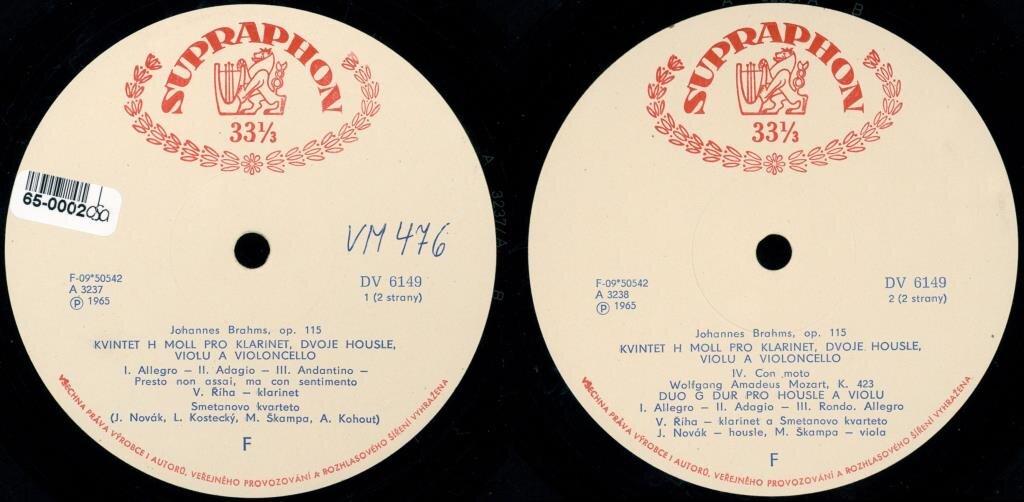 SUPRAPHON
33⅓
65-0002
VM 476
F-09*50542
A 3237
Ⓟ 1965
DV 6149
1 (2 strany)
Johannes Brahms, op. 115
KVINTET H MOLL PRO KLARINET, DVOJE HOUSLE,
VIOLU A VIOLONCELLO
I. Allegro – II. Adagio – III. Andantino –
Presto non assai, ma con sentimento
V. Říha – klarinet
Smetanovo kvarteto
(J. Novák, L. Kostecký, M. Škampa, A. Kohout)
F
VŠECHNA PRÁVA VÝROBCE I AUTORŮ, VEŘEJNÉHO PROVOZOVÁNÍ A ROZHLASOVÉHO ŠÍŘENÍ VYHRAŽENA
SUPRAPHON
33⅓
F-09*50542
A 3238
Ⓟ 1965
DV 6149
2 (2 strany)
Johannes Brahms, op. 115
KVINTET H MOLL PRO KLARINET, DVOJE HOUSLE,
VIOLU A VIOLONCELLO
IV. Con moto
Wolfgang Amadeus Mozart, K. 423
DUO G DUR PRO HOUSLE A VIOLU
I. Allegro – II. Adagio – III. Rondo. Allegro
V. Říha – klarinet a Smetanovo kvarteto
J. Novák – housle, M. Škampa – viola
F
VŠECHNA PRÁVA VÝROBCE I AUTORŮ, VEŘEJNÉHO PROVOZOVÁNÍ A ROZHLASOVÉHO ŠÍŘENÍ VYHRAŽENA